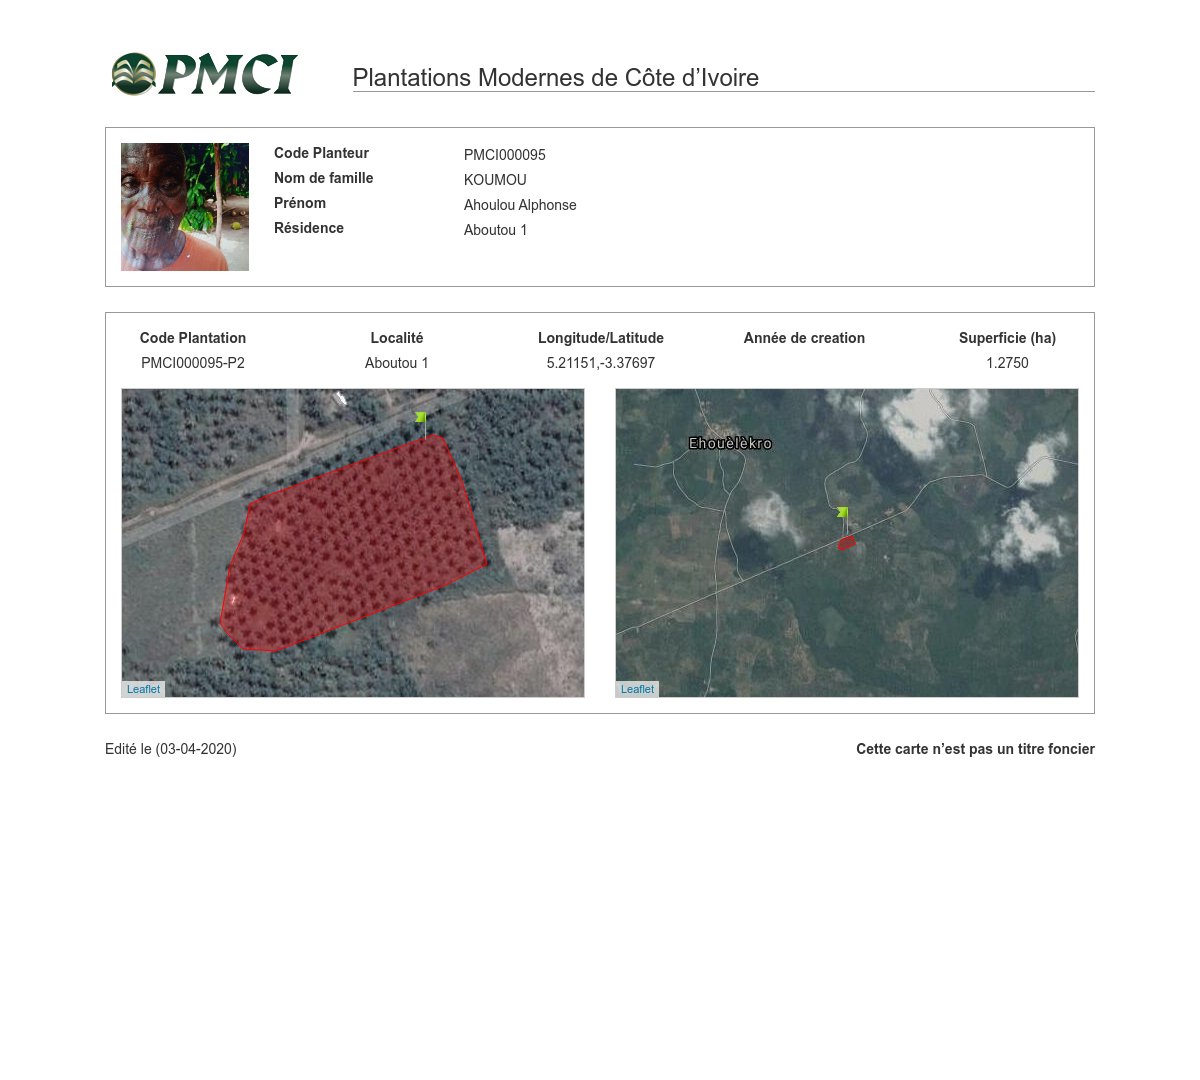 PMCI
Plantations Modernes de Côte d’Ivoire
Code Planteur PMCI000095
Nom de famille KOUMOU
Prénom Ahoulou Alphonse
Résidence Aboutou 1
Code Plantation Localité Longitude/Latitude Année de creation Superficie (ha)
PMCI000095-P2 Aboutou 1 5.21151,-3.37697 1.2750
Ehouèlèkro
Leaflet Leaflet
Edité le (03-04-2020) Cette carte n’est pas un titre foncier